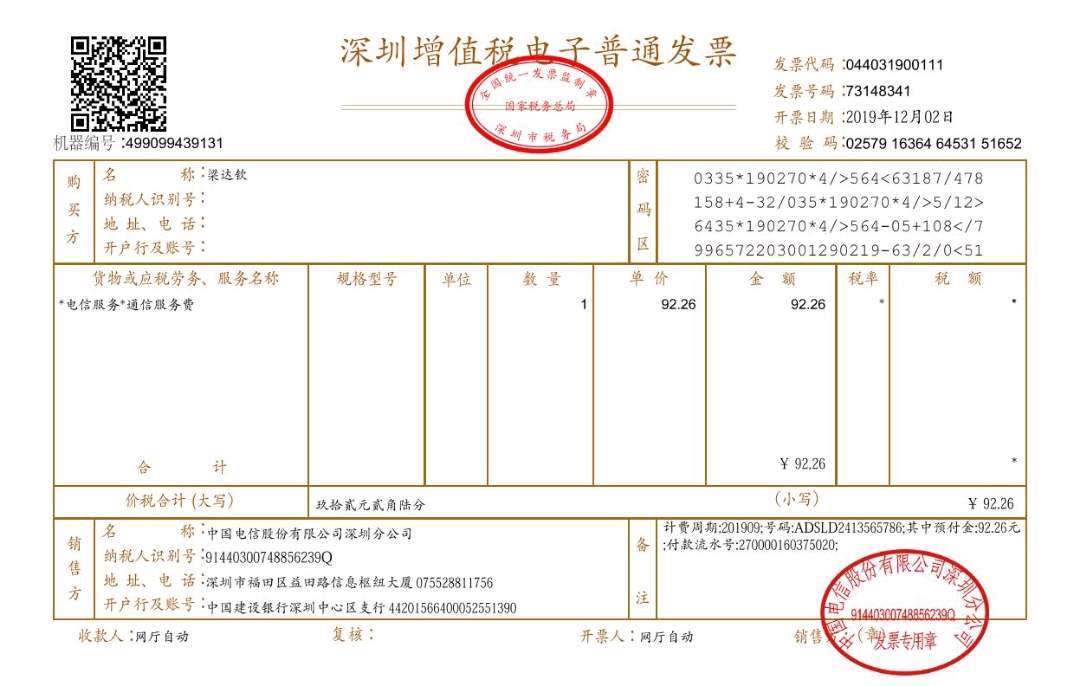 深圳增值税电子普通发票
全国统一发票监制章
国家税务总局
深圳市税务局
机器编号:499099439131
发票代码:044031900111
发票号码:73148341
开票日期:2019年12月02日
校 验 码:02579 16364 64531 51652
购买方
名 称:梁达钦
纳税人识别号:
地 址、电 话:
开户行及账号:
密码区
0335*190270*4/>564<63187/478
158+4-32/035*190270*4/>5/12>
6435*190270*4/>564-05+108</7
996572203001290219-63/2/0<51
货物或应税劳务、服务名称 规格型号 单位 数 量 单 价 金 额 税率 税 额
*电信服务*通信服务费 1 92.26 92.26 * *
合 计 ¥ 92.26 *
价税合计(大写) 玖拾贰元贰角陆分 (小写) ¥ 92.26
销售方
名 称:中国电信股份有限公司深圳分公司
纳税人识别号:91440300748856239Q
地 址、电 话:深圳市福田区益田路信息枢纽大厦 075528811756
开户行及账号:中国建设银行深圳中心区支行 44201566400052551390
备注
计费周期:201909;号码:ADSLD2413565786;其中预付金:92.26元
;付款流水号:270000160375020;
收款人:网厅自动 复核: 开票人:网厅自动 销售方:(章)
中国电信股份有限公司深圳分公司
91440300748856239Q
发票专用章